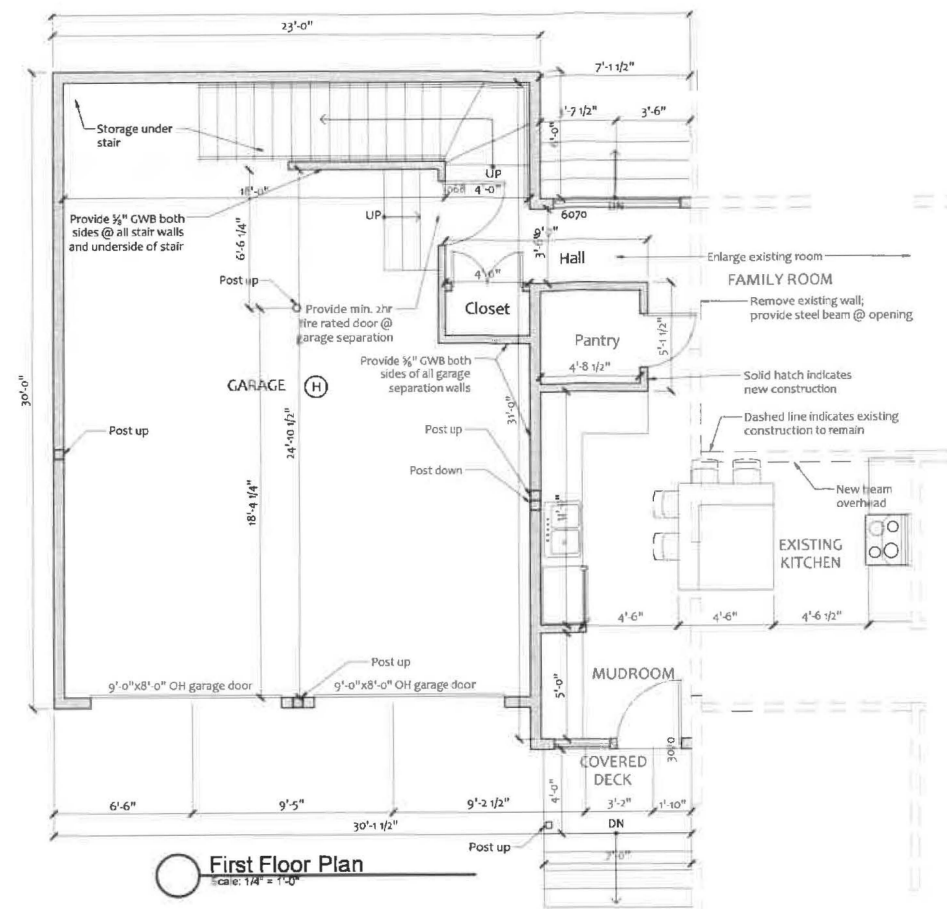 23'-0"
7'-1 1/2"
3'-6"
4'-0"
Storage under
stair
UP
4'-0"
UP
6070
DN
Provide ⅝" GWB both
sides @ all stair walls
and underside of stair
6'-6 1/4"
Hall
Enlarge existing room
FAMILY ROOM
Post up
4'-0"
Closet
Remove existing wall;
provide steel beam @ opening
Provide min. 2hr
fire rated door @
garage separation
Pantry
5'-1 1/2"
4'-8 1/2"
Provide ⅝" GWB both
sides of all garage
separation walls
Solid hatch indicates
new construction
30'-0"
GARAGE
H
24'-10 1/2"
31'-0"
Dashed line indicates existing
construction to remain
Post up
Post up
Post down
18'-4 1/4"
New beam
overhead
EXISTING
KITCHEN
4'-6"
4'-6"
4'-6 1/2"
Post up
MUDROOM
5'-0"
9'-0"x8'-0" OH garage door
9'-0"x8'-0" OH garage door
COVERED
DECK
4'-0"
6'-6"
9'-5"
9'-2 1/2"
3'-2"
1'-10"
30'-1 1/2"
DN
Post up
7'-0"
First Floor Plan
Scale: 1/4" = 1'-0"